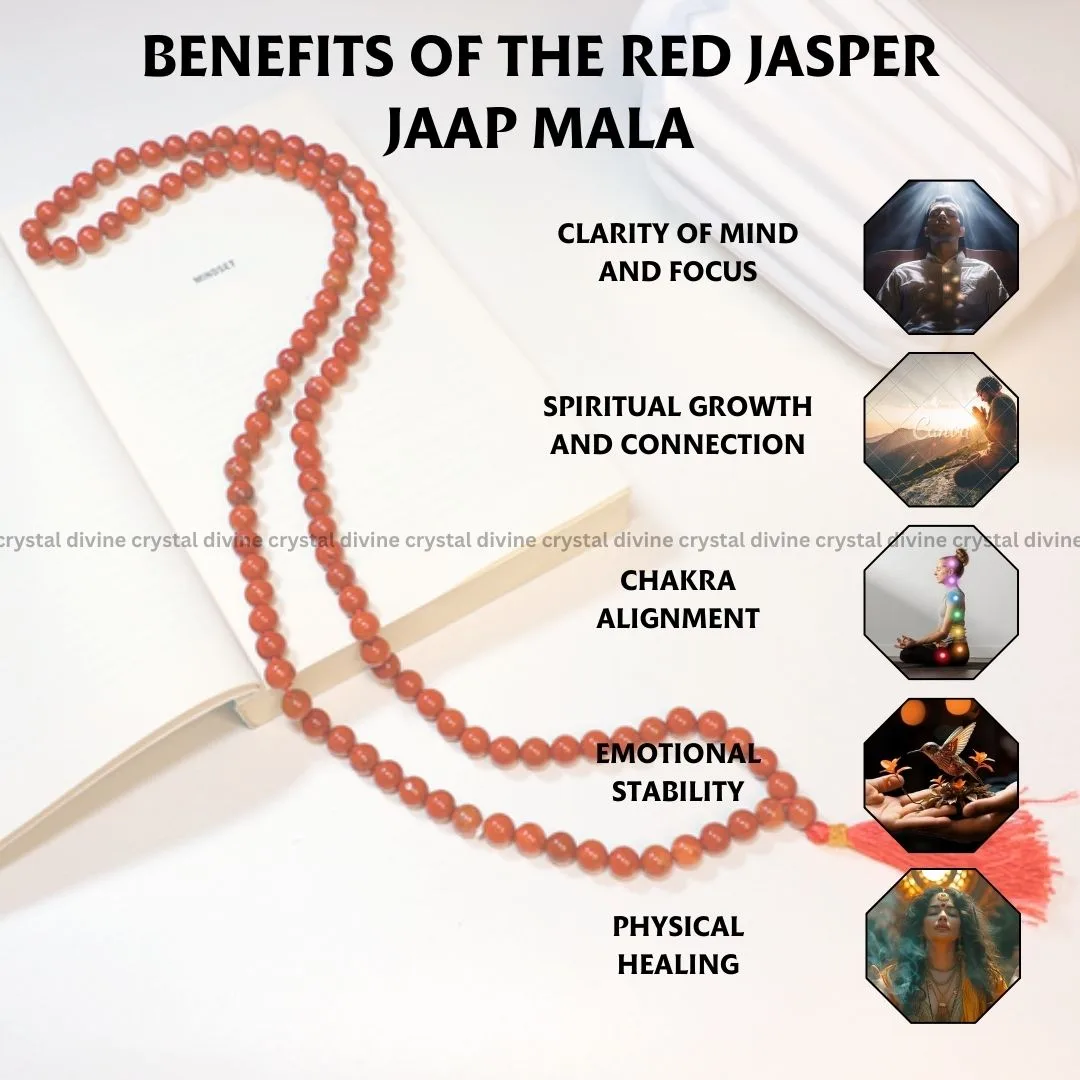 BENEFITS OF THE RED JASPER
JAAP MALA
MINDSET
CLARITY OF MIND
AND FOCUS
SPIRITUAL GROWTH
AND CONNECTION
Canva
crystal divine crystal divine crystal divine crystal divine crystal divine crystal divine crystal divine crystal divine
CHAKRA
ALIGNMENT
EMOTIONAL
STABILITY
PHYSICAL
HEALING